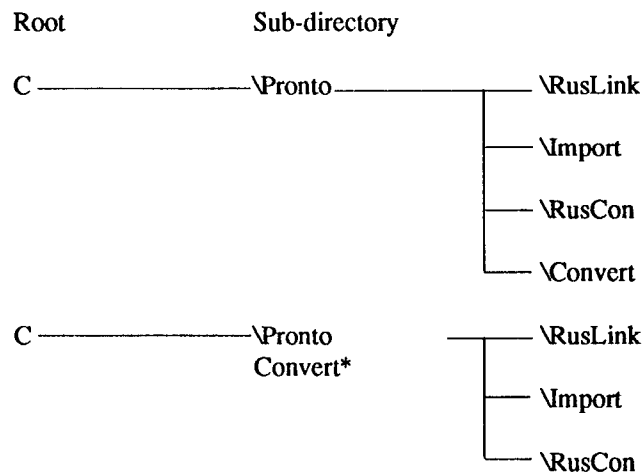 Root Sub-directory
C \Pronto \RusLink
\Import
\RusCon
\Convert
C \Pronto \RusLink
Convert*
\Import
\RusCon